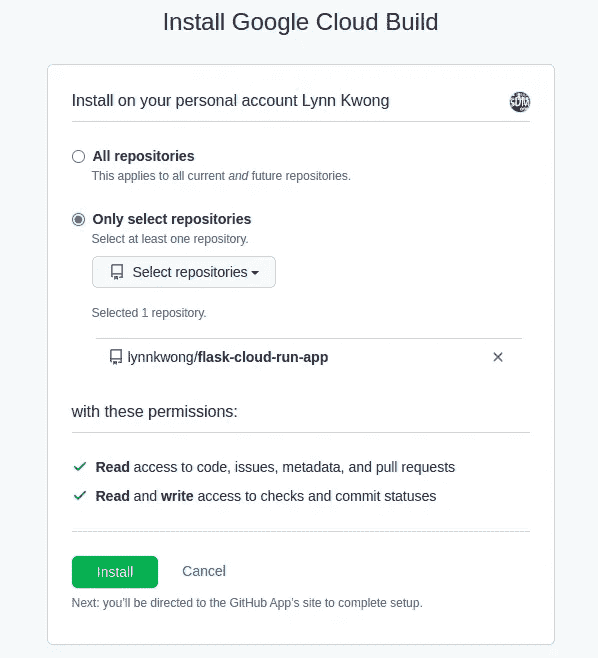 Install Google Cloud Build
Install on your personal account Lynn Kwong
All repositories
This applies to all current and future repositories.
Only select repositories
Select at least one repository.
Select repositories
Selected 1 repository.
lynnkwong/flask-cloud-run-app
with these permissions:
Read access to code, issues, metadata, and pull requests
Read and write access to checks and commit statuses
Install Cancel
Next: you’ll be directed to the GitHub App’s site to complete setup.